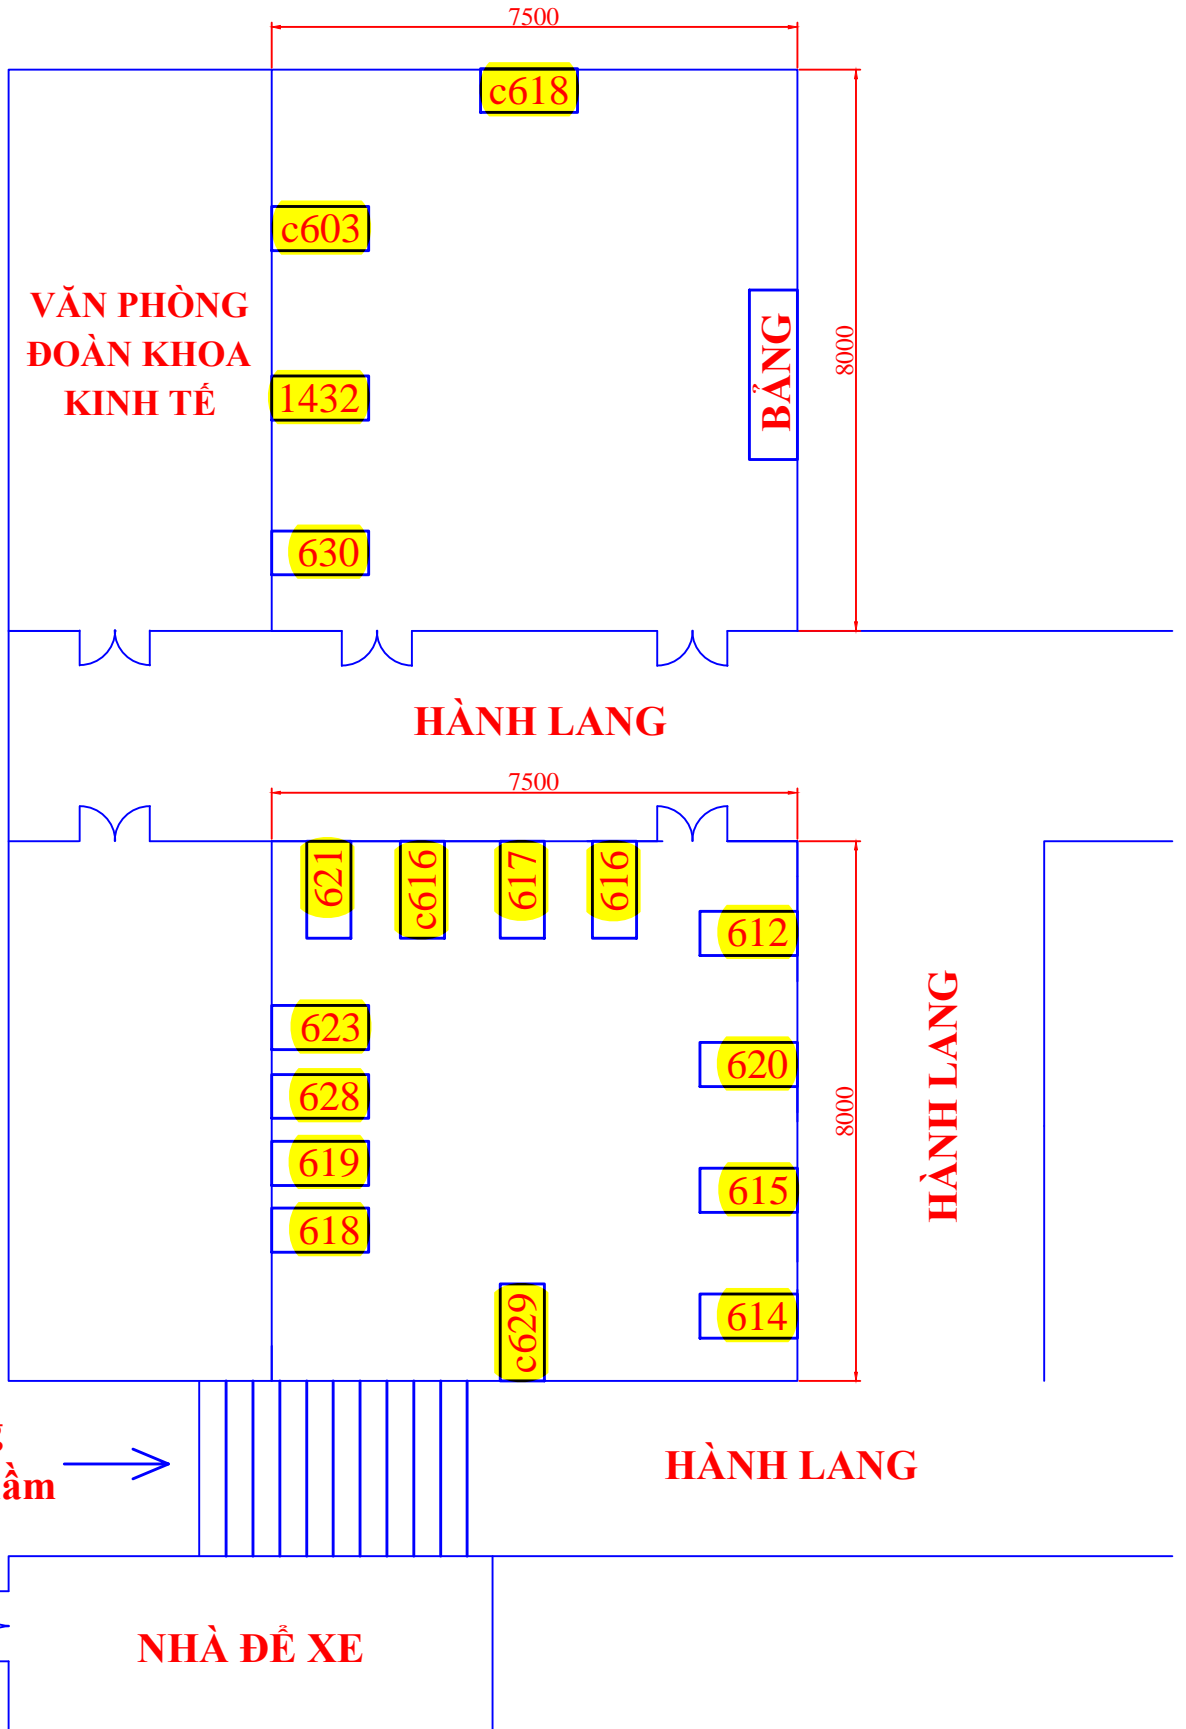 7500
c618
c603
VĂN PHÒNG
ĐOÀN KHOA
KINH TẾ
1432
630
BẢNG
8000
HÀNH LANG
7500
621
c616
617
616
612
623
620
628
619
615
618
614
c629
8000
HÀNH LANG
HÀNH LANG
NHÀ ĐỂ XE